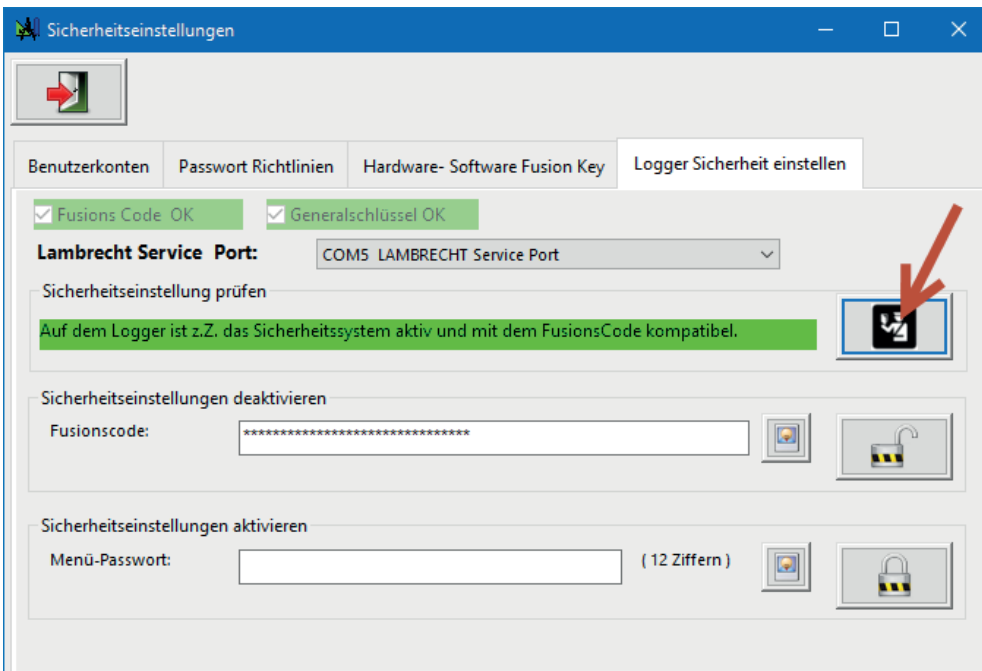 Sicherheitseinstellungen
Benutzerkonten
Passwort Richtlinien
Hardware- Software Fusion Key
Logger Sicherheit einstellen
Fusions Code OK
Generalschlüssel OK
Lambrecht Service Port:
COM5 LAMBRECHT Service Port
Sicherheitseinstellung prüfen
Auf dem Logger ist z.Z. das Sicherheitssystem aktiv und mit dem FusionsCode kompatibel.
Sicherheitseinstellungen deaktivieren
Fusionscode:
*******************************
Sicherheitseinstellungen aktivieren
Menü-Passwort:
( 12 Ziffern )